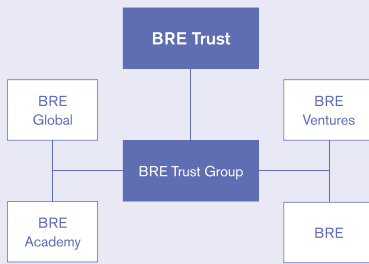 BRE Trust
BRE
Global
BRE
Ventures
BRE Trust Group
BRE
Academy
BRE